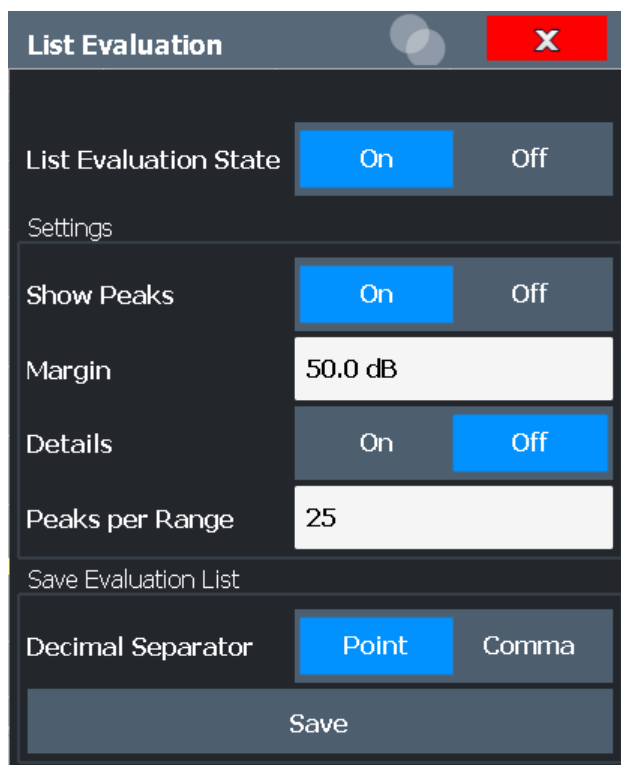 List Evaluation X
List Evaluation State On Off
Settings
Show Peaks On Off
Margin 50.0 dB
Details On Off
Peaks per Range 25
Save Evaluation List
Decimal Separator Point Comma
Save